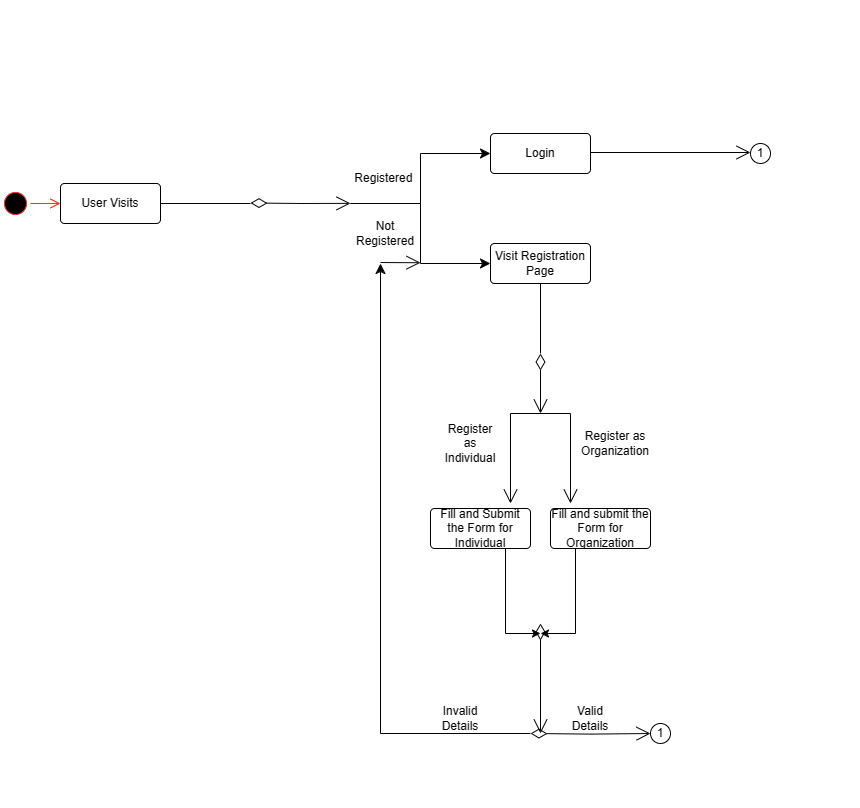 Login
1
Registered
User Visits
Not
Registered
Visit Registration
Page
Register
as
Individual
Register as
Organization
Fill and Submit
the Form for
Individual
Fill and submit the
Form for
Organization
Invalid
Details
Valid
Details
1